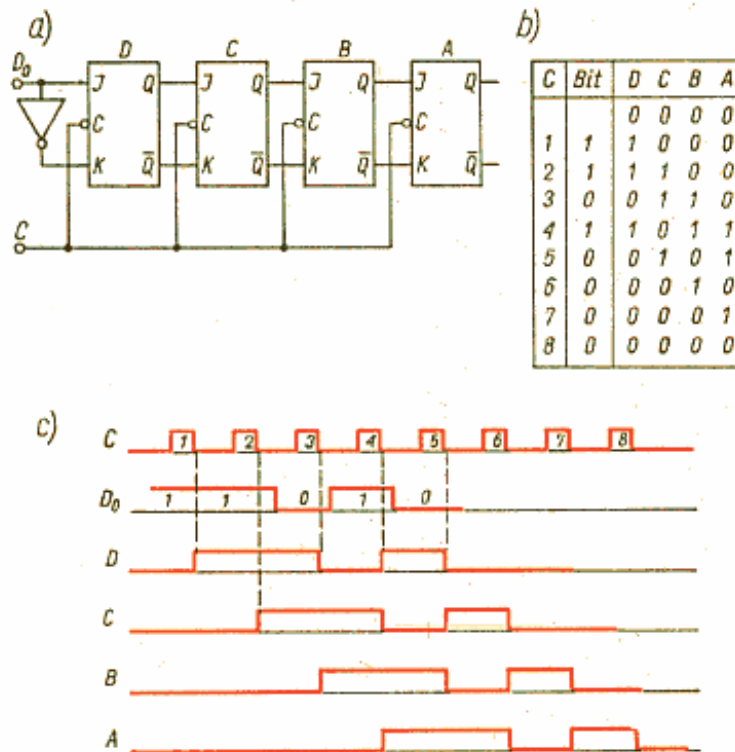 a)
D C B A
D₀
J Q J Q J Q J Q
C C C C
K Q̅ K Q̅ K Q̅ K Q̅
C
b)
C Bit D C B A
0 0 0 0
1 1 1 0 0 0
2 1 1 1 0 0
3 0 0 1 1 0
4 1 1 0 1 1
5 0 0 1 0 1
6 0 0 0 1 0
7 0 0 0 0 1
8 0 0 0 0 0
c)
C 1 2 3 4 5 6 7 8
D₀ 1 1 0 1 0
D
C
B
A